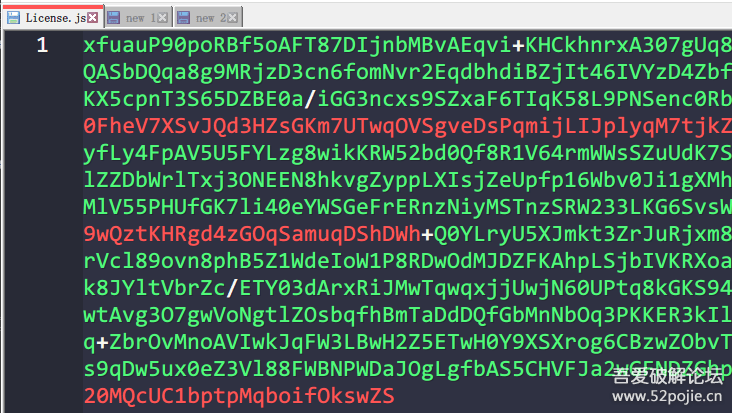 License.js new 1 new 2
1 xfuauP90poRBf5oAFT87DIjnbMBvAEqvi+KHCkhnrxA307gUq8
QASbDQqa8g9MRjzD3cn6fomNvr2EqdbhdiBZjIt46IVYzD4Zbf
KX5cpnT3S65DZBE0a/iGG3ncxs9SZxaF6TIqK58L9PNSenc0Rb
0FheV7XSvJQd3HZsGKm7UTwqOVSgveDsPqmijLIJplyqM7tjkZ
yfLy4FpAV5U5FYLzg8wikKRW52bd0Qf8R1V64rmWWsSZuUdK7S
lZZDbWrlTxj3ONEEN8hkvgZyppLXIsjZeUpfp16Wbv0Ji1gXMh
MlV55PHUfGK7li40eYWSGeFrERnzNiyMSTnzSRW233LKG6SvsW
9wQztKHRgd4zGOqSamuqDShDWh+Q0YLryU5XJmkt3ZrJuRjxm8
rVcl89ovn8phB5Z1WdeIoW1P8RDwOdMJDZFKAhpLSjbIVKRXoa
k8JYltVbrZc/ETY03dArxRiJMwTqwqxjjUwjN60UPtq8kGKS94
wtAvg3O7gwVoNgtlZOsbqfhBmTaDdDQfGbMnNbOq3PKKER3kIl
q+ZbrOvMnoAVIwkJqFW3LBwH2Z5ETwH0Y9XSXrog6CBzwZObvT
s9qDw5ux0eZ3Vl88FWBNPWDaJOgLgfbAS5CHVFJa2wGENDZGhp
20MQcUC1bptpMqboifOkswZS
吾爱破解论坛
www.52pojie.cn